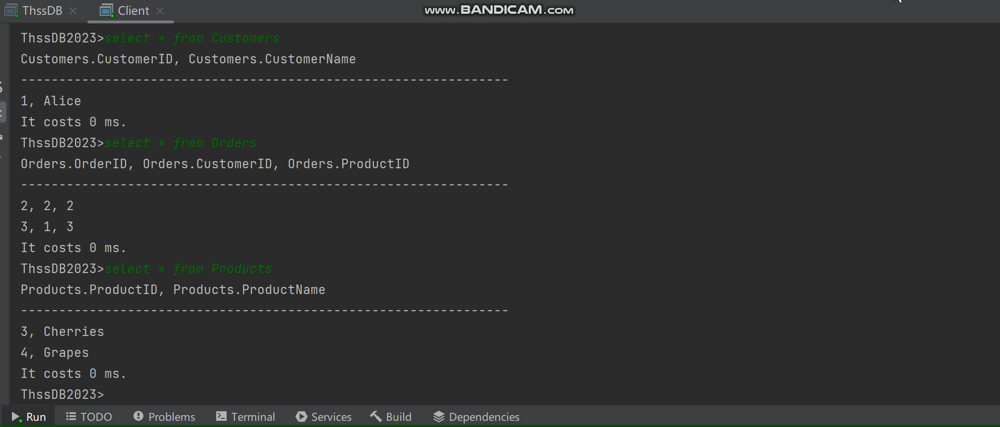 ThssDB Client
www.BANDICAM.com
ThssDB2023>select * from Customers
Customers.CustomerID, Customers.CustomerName
----------------------------------------------------------------
1, Alice
It costs 0 ms.
ThssDB2023>select * from Orders
Orders.OrderID, Orders.CustomerID, Orders.ProductID
----------------------------------------------------------------
2, 2, 2
3, 1, 3
It costs 0 ms.
ThssDB2023>select * from Products
Products.ProductID, Products.ProductName
----------------------------------------------------------------
3, Cherries
4, Grapes
It costs 0 ms.
ThssDB2023>
Run TODO Problems Terminal Services Build Dependencies